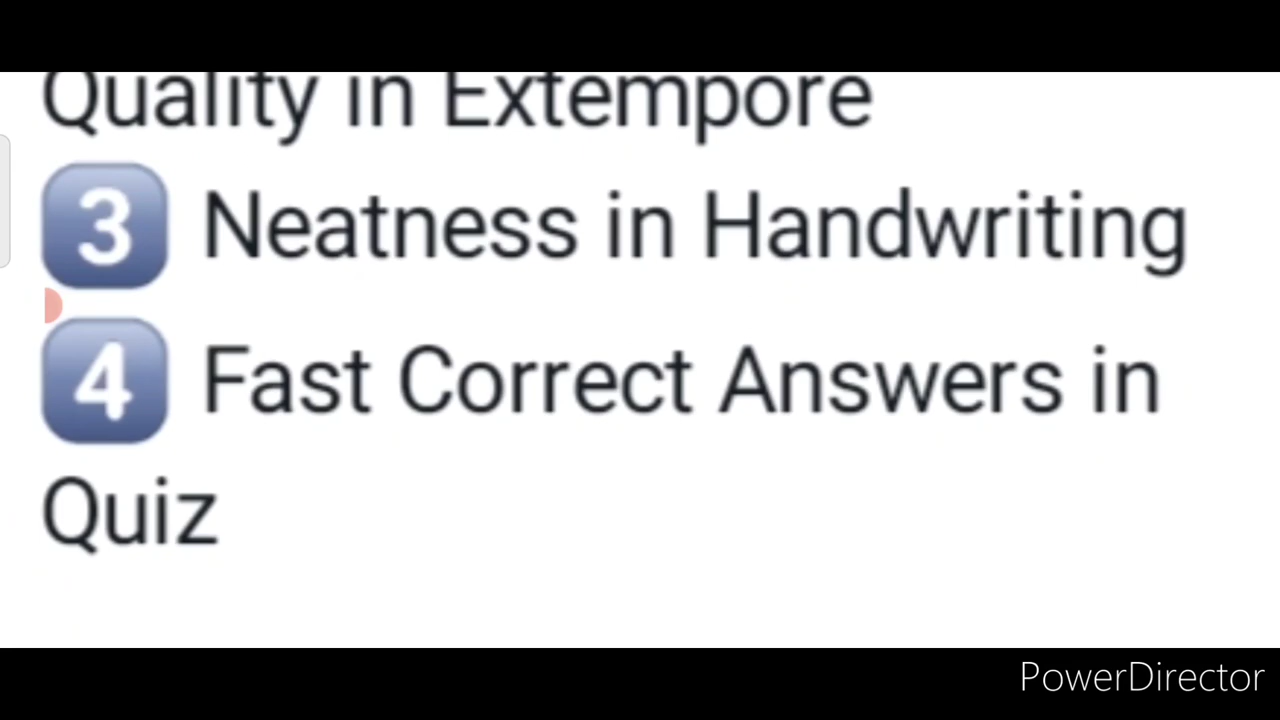 Quality in Extempore
3 Neatness in Handwriting
4 Fast Correct Answers in
Quiz
PowerDirector